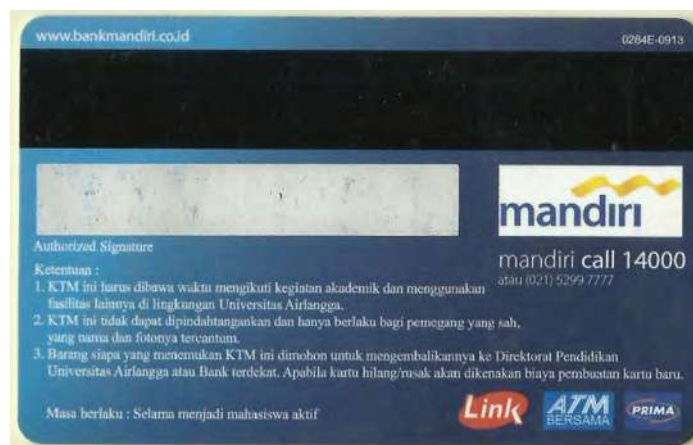 www.bankmandiri.co.id
0284E-0913
mandiri
Authorized Signature
mandiri call 14000
atau (021) 5299 7777
Ketentuan :
1. KTM ini harus dibawa waktu mengikuti kegiatan akademik dan menggunakan
fasilitas lainnya di lingkungan Universitas Airlangga.
2. KTM ini tidak dapat dipindahtangankan dan hanya berlaku bagi pemegang yang sah,
yang nama dan fotonya tercantum.
3. Barang siapa yang menemukan KTM ini dimohon untuk mengembalikannya ke Direktorat Pendidikan
Universitas Airlangga atau Bank terdekat. Apabila kartu hilang/rusak akan dikenakan biaya pembuatan kartu baru.
Masa berlaku : Selama menjadi mahasiswa aktif
Link
ATM
BERSAMA
PRIMA